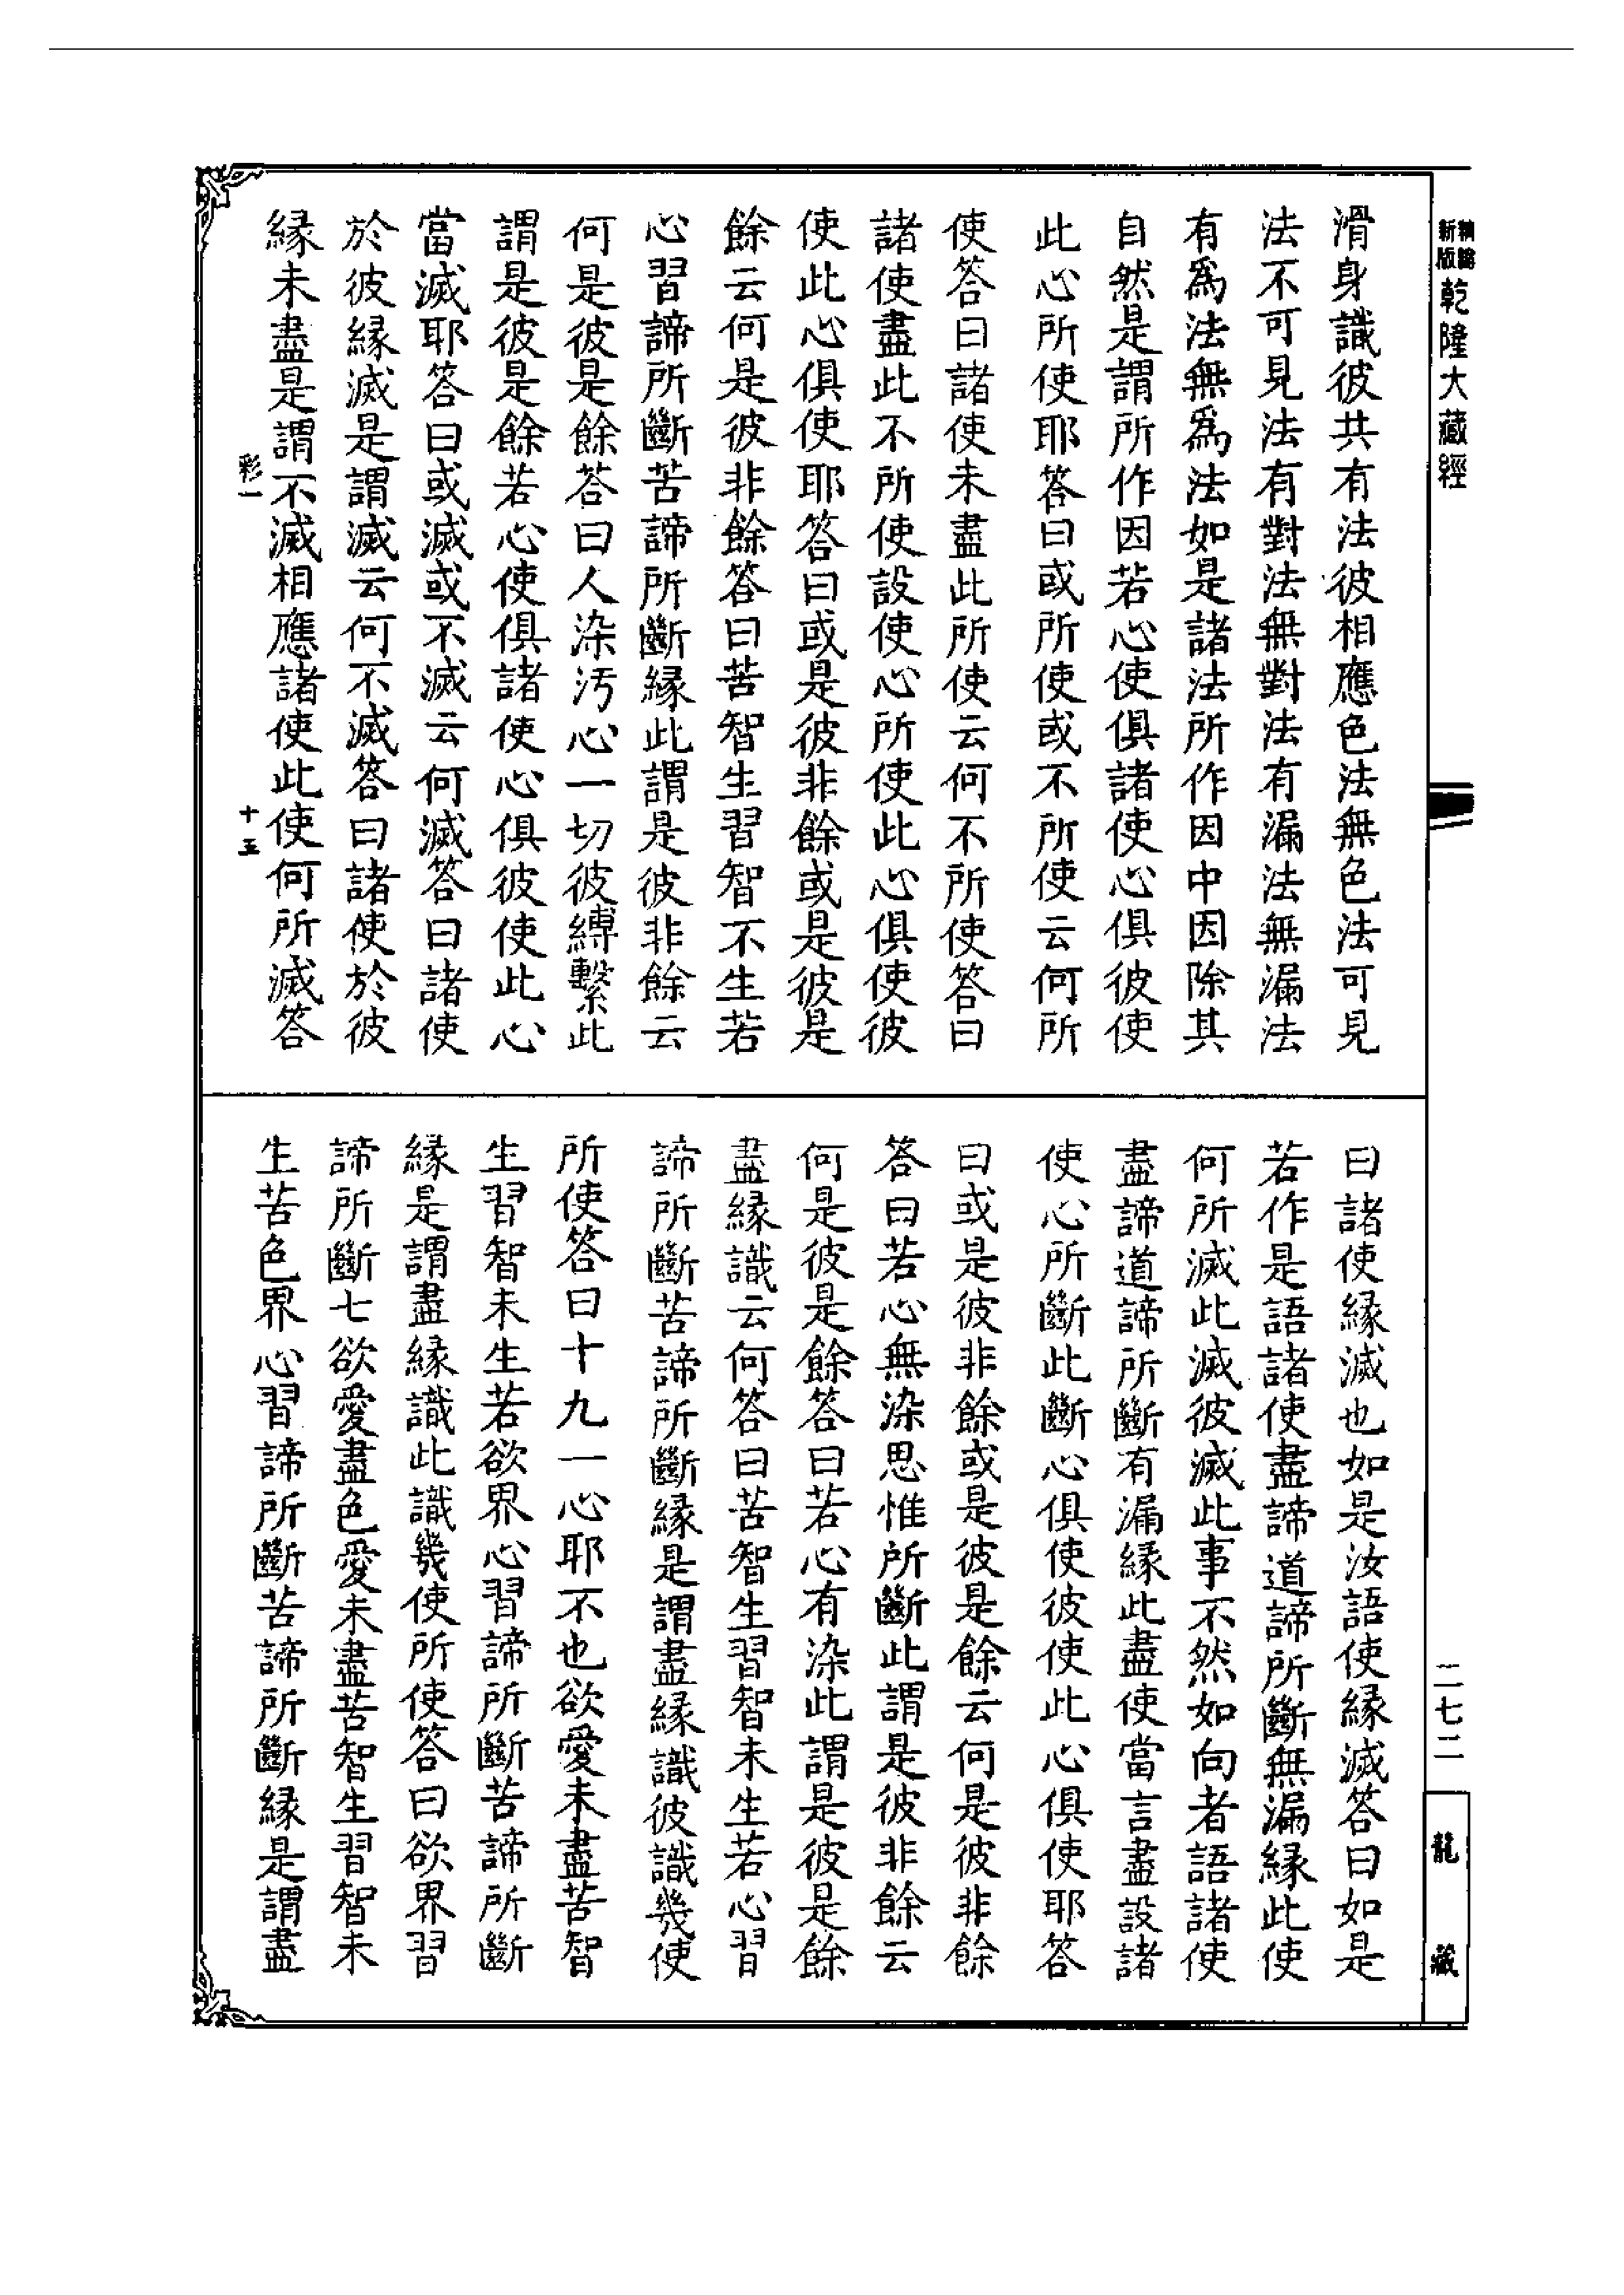 新版精縮乾隆大藏經
滑身識彼共有法彼相應色法無色法可見
法不可見法有對法無對法有漏法無漏法
有爲法無爲法如是諸法所作因中因除其
自然是謂所作因若心使俱諸使心俱彼使
此心所使耶答曰或所使或不所使云何所
使答曰諸使未盡此所使云何不所使答曰
諸使盡此不所使設使心所使此心俱使彼
使此心俱使耶答曰或是彼非餘或是彼是
餘云何是彼非餘答曰苦智生習智不生若
心習諦所斷苦諦所斷緣此謂是彼非餘云
何是彼是餘答曰人染污心一切彼縛繫此
謂是彼是餘若心使俱諸使心俱彼使此心
當滅耶答曰或滅或不滅云何滅答曰諸使
於彼緣滅是謂滅云何不滅答曰諸使於彼
緣未盡是謂不滅相應諸使此使何所滅答
彩一 十五
曰諸使緣滅也如是汝語使緣滅答曰如是
若作是語諸使盡諦道諦所斷無漏緣此使
何所滅此滅彼滅此事不然如向者語諸使
盡諦道諦所斷有漏緣此盡使當言盡設諸
使心所斷此斷心俱使彼使此心俱使耶答
曰或是彼非餘或是彼是餘云何是彼非餘
答曰若心無染思惟所斷此謂是彼非餘云
何是彼是餘答曰若心有染此謂是彼是餘
盡緣識云何答曰苦智生習智未生若心習
諦所斷苦諦所斷緣是謂盡緣識彼識幾使
所使答曰十九一心耶不也欲愛未盡苦智
生習智未生若欲界心習諦所斷苦諦所斷
緣是謂盡緣識此識幾使所使答曰欲界習
諦所斷七欲愛盡色愛未盡苦智生習智未
生苦色界心習諦所斷苦諦所斷緣是謂盡
二七二
龍藏